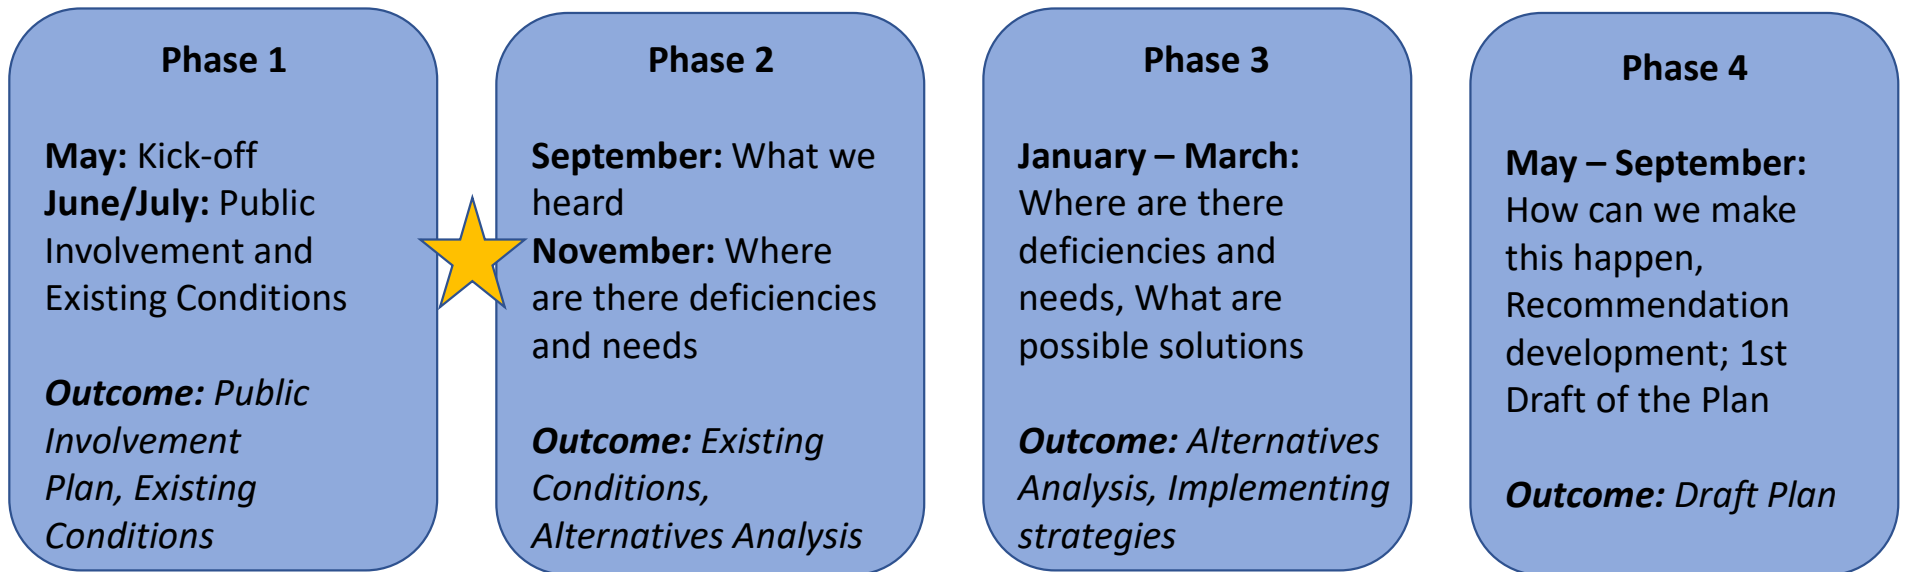 Phase 1
May: Kick-off
June/July: Public
Involvement and
Existing Conditions
Outcome: Public
Involvement
Plan, Existing
Conditions
Phase 2
September: What we
heard
November: Where
are there deficiencies
and needs
Outcome: Existing
Conditions,
Alternatives Analysis
Phase 3
January – March:
Where are there
deficiencies and
needs, What are
possible solutions
Outcome: Alternatives
Analysis, Implementing
strategies
Phase 4
May – September:
How can we make
this happen,
Recommendation
development; 1st
Draft of the Plan
Outcome: Draft Plan